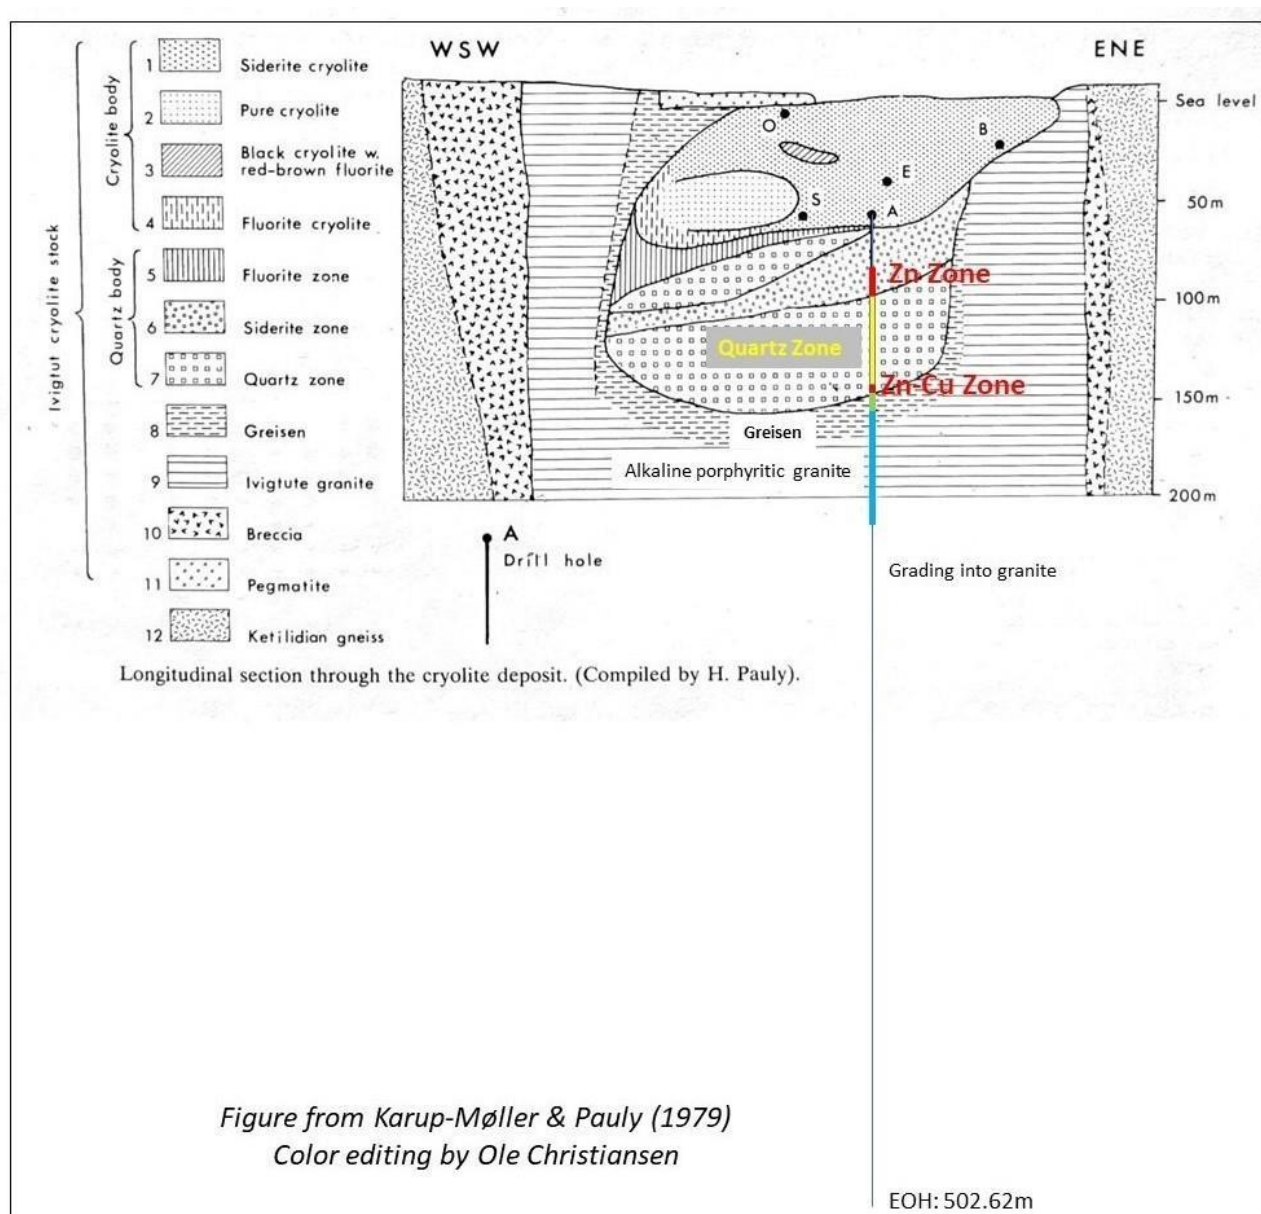 WSW
ENE
Ivigtut cryolite stock
Cryolite body
Quartz body
1 Siderite cryolite
2 Pure cryolite
3 Black cryolite w.
red-brown fluorite
4 Fluorite cryolite
5 Fluorite zone
6 Siderite zone
7 Quartz zone
8 Greisen
9 Ivigtute granite
10 Breccia
11 Pegmatite
12 Ketilidian gneiss
Sea level
O
B
E
S
A
50m
Zn Zone
100m
Quartz Zone
Zn-Cu Zone
150m
Greisen
Alkaline porphyritic granite
200m
A
Drill hole
Grading into granite
Longitudinal section through the cryolite deposit. (Compiled by H. Pauly).
Figure from Karup-Møller & Pauly (1979)
Color editing by Ole Christiansen
EOH: 502.62m